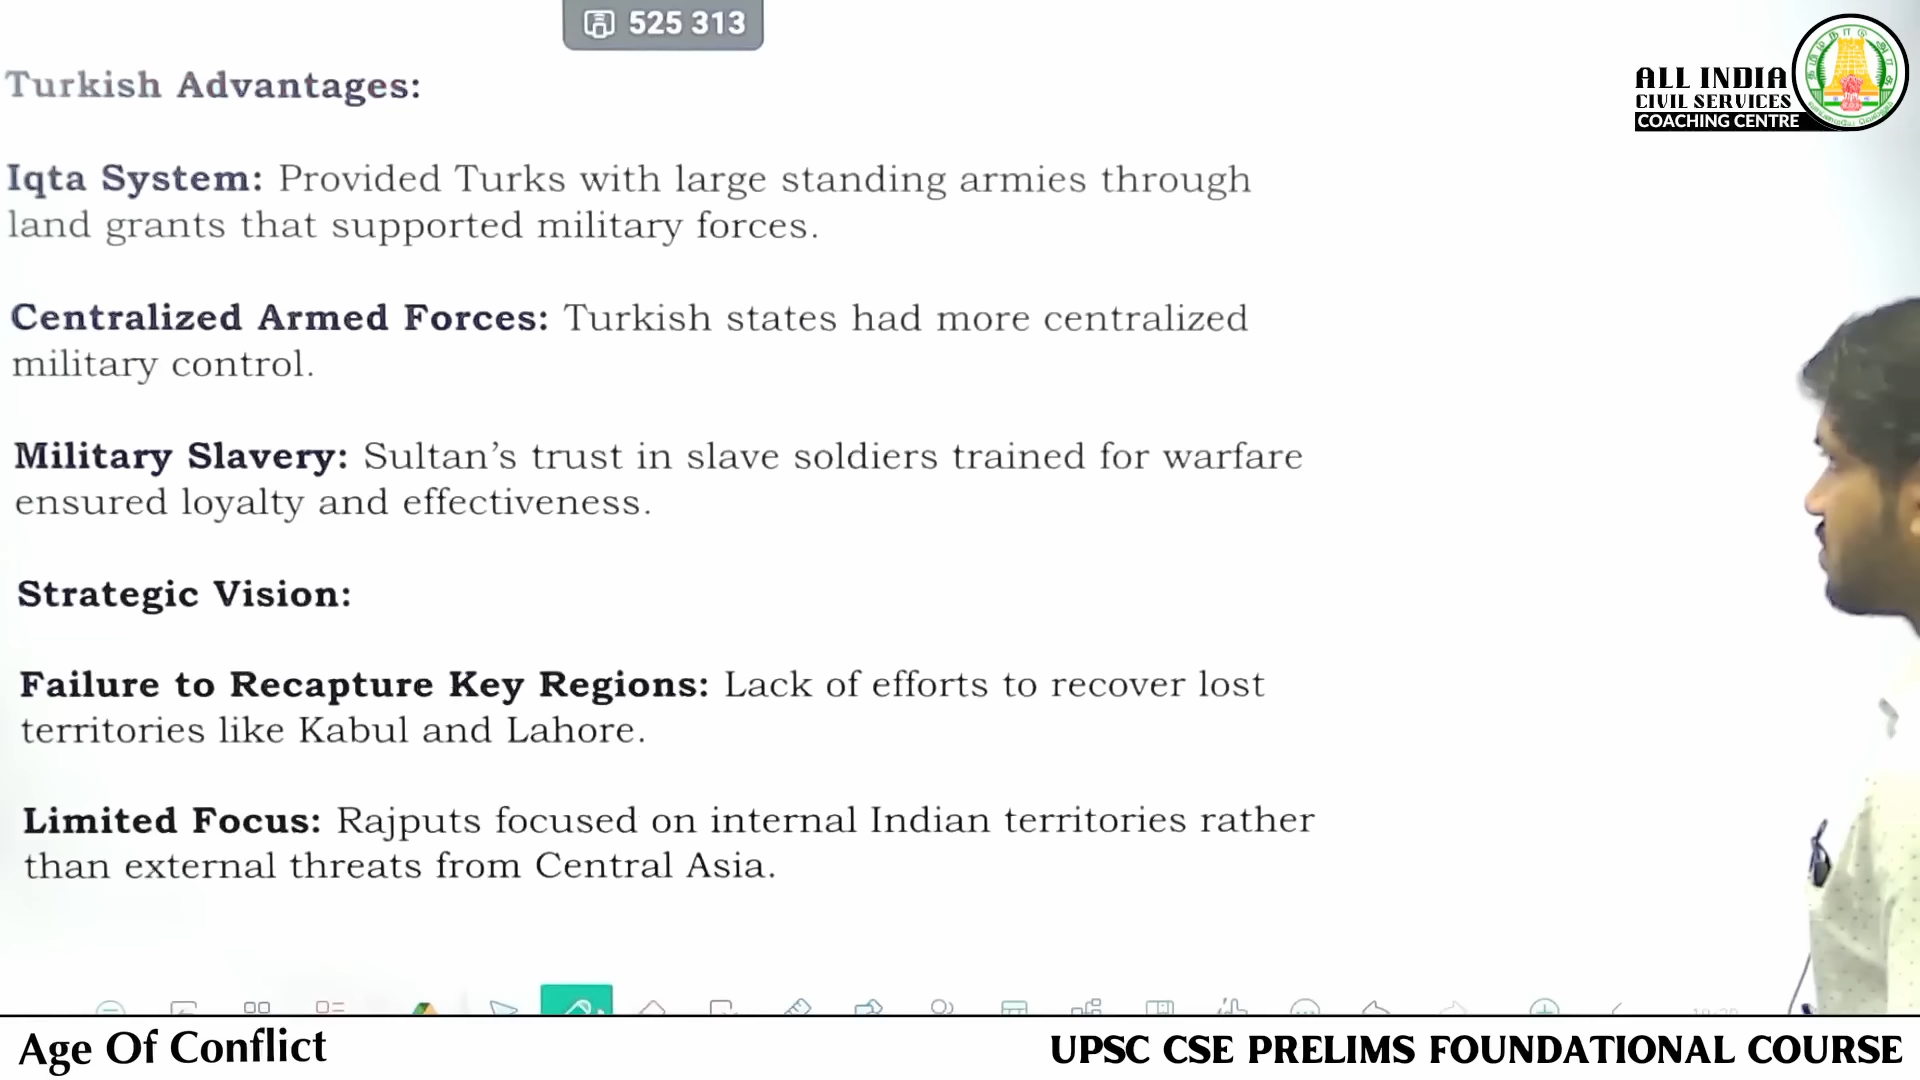 525 313
ALL INDIA
CIVIL SERVICES
COACHING CENTRE
Turkish Advantages:
Iqta System: Provided Turks with large standing armies through
land grants that supported military forces.
Centralized Armed Forces: Turkish states had more centralized
military control.
Military Slavery: Sultan’s trust in slave soldiers trained for warfare
ensured loyalty and effectiveness.
Strategic Vision:
Failure to Recapture Key Regions: Lack of efforts to recover lost
territories like Kabul and Lahore.
Limited Focus: Rajputs focused on internal Indian territories rather
than external threats from Central Asia.
Age Of Conflict
UPSC CSE PRELIMS FOUNDATIONAL COURSE